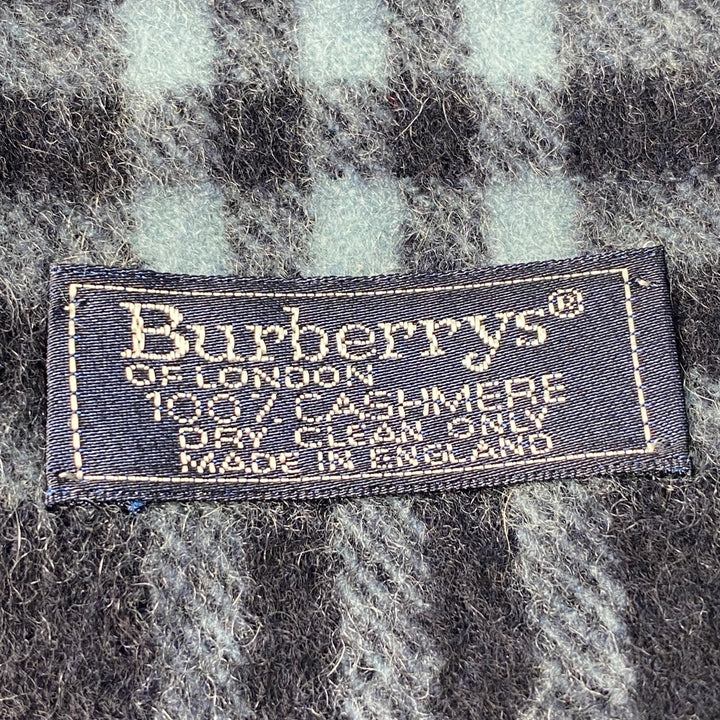 Burberrys®
OF LONDON
100% CASHMERE
DRY CLEAN ONLY
MADE IN ENGLAND